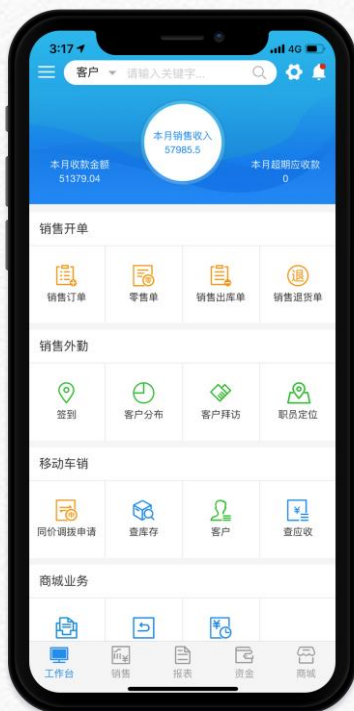 3:17
4G
客户
请输入关键字...
本月销售收入
57985.5
本月收款金额
51379.04
本月超期应收款
0
销售开单
销售订单 零售单 销售出库单 销售退货单
销售外勤
签到 客户分布 客户拜访 职员定位
移动车销
同价调拨申请 查库存 客户 查应收
商城业务
工作台 销售 报表 资金 商城